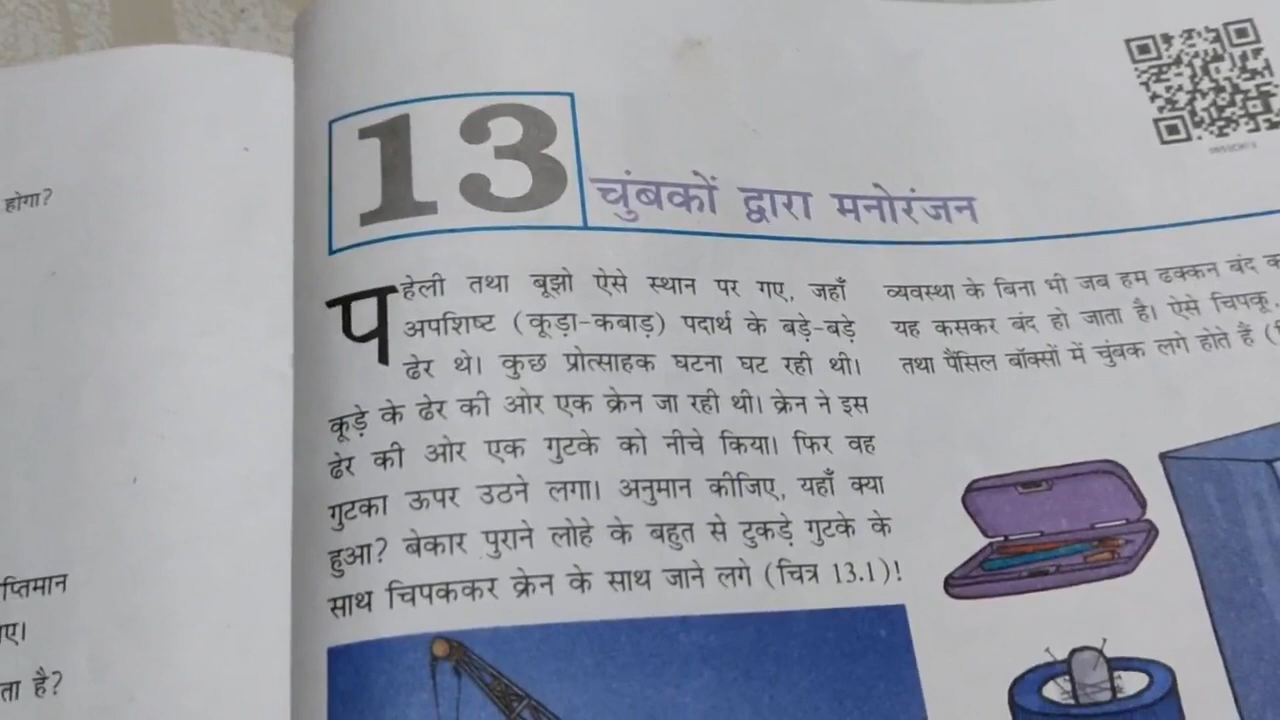 होगा?
प्तिमान
ता है?
13
चुंबकों द्वारा मनोरंजन
पहेली तथा बूझो ऐसे स्थान पर गए, जहाँ
अपशिष्ट (कूड़ा-कबाड़) पदार्थ के बड़े-बड़े
ढेर थे। कुछ प्रोत्साहक घटना घट रही थी।
कूड़े के ढेर की ओर एक क्रेन जा रही थी। क्रेन ने इस
ढेर की ओर एक गुटके को नीचे किया। फिर वह
गुटका ऊपर उठने लगा। अनुमान कीजिए, यहाँ क्या
हुआ? बेकार पुराने लोहे के बहुत से टुकड़े गुटके के
साथ चिपककर क्रेन के साथ जाने लगे (चित्र 13.1)!
व्यवस्था के बिना भी जब हम ढक्कन बंद
यह कसकर बंद हो जाता है। ऐसे चिपकू
तथा पैंसिल बॉक्सों में चुंबक लगे होते हैं